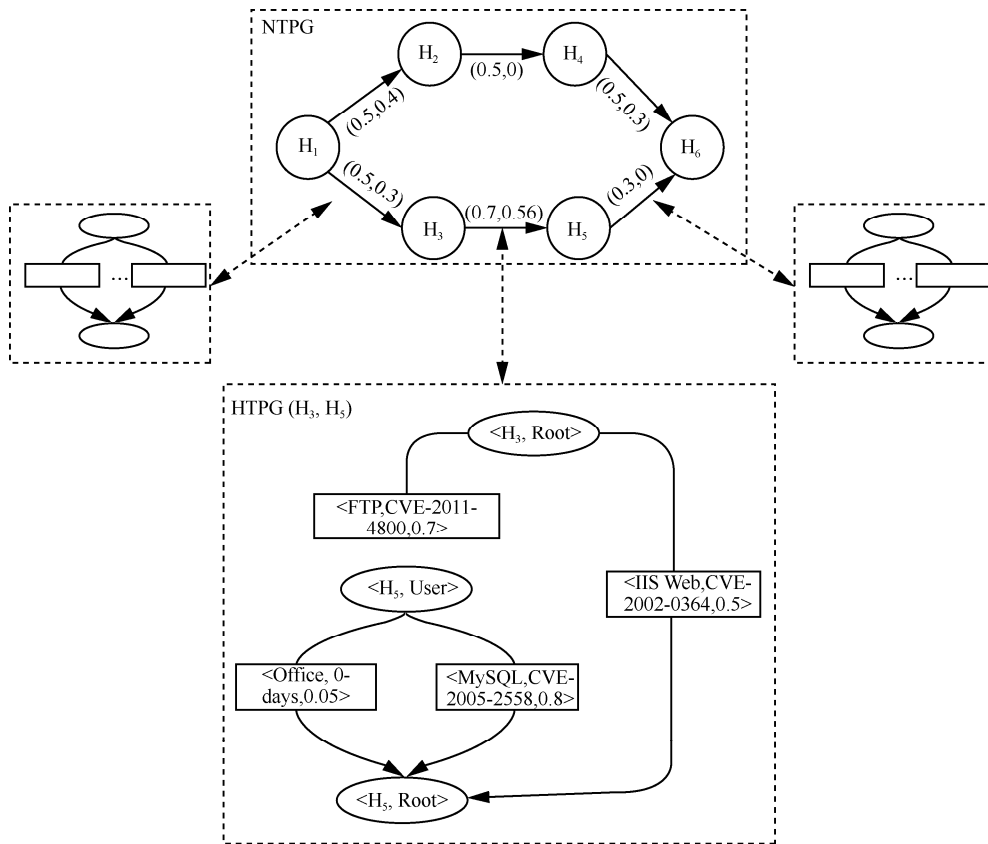 NTPG
H₂
(0.5,0)
H₄
(0.5,0.4)
(0.5,0.3)
H₁
H₆
(0.5,0.3)
(0.7,0.56)
(0.3,0)
H₃
H₅
...
...
HTPG (H₃, H₅)
<H₃, Root>
<FTP,CVE-2011-
4800,0.7>
<H₅, User>
<IIS Web,CVE-
2002-0364,0.5>
<Office, 0-
days,0.05>
<MySQL,CVE-
2005-2558,0.8>
<H₅, Root>